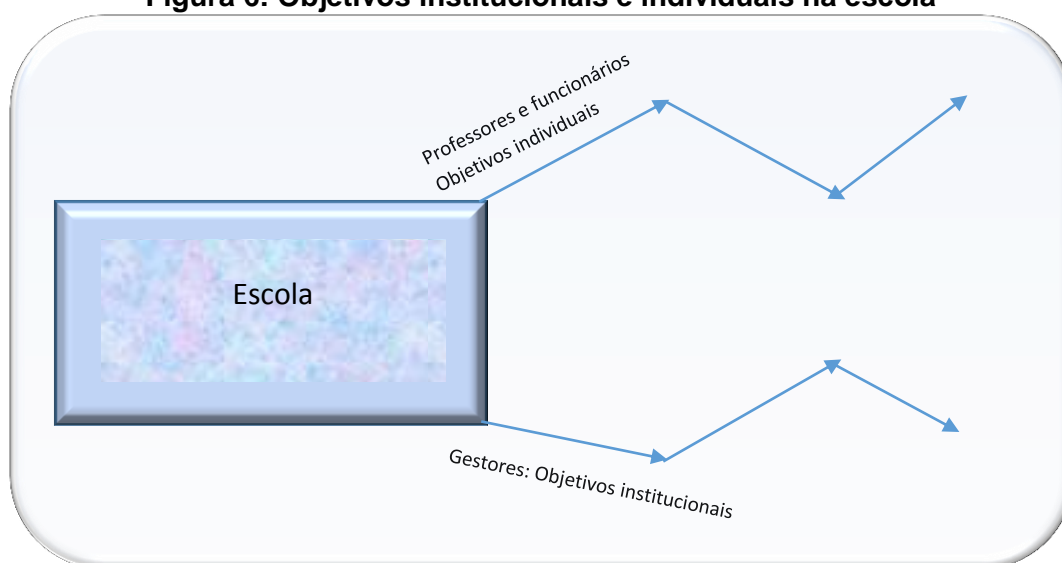 Figura 6: Objetivos institucionais e individuais na escola
Professores e funcionários
Objetivos individuais
Escola
Gestores: Objetivos institucionais